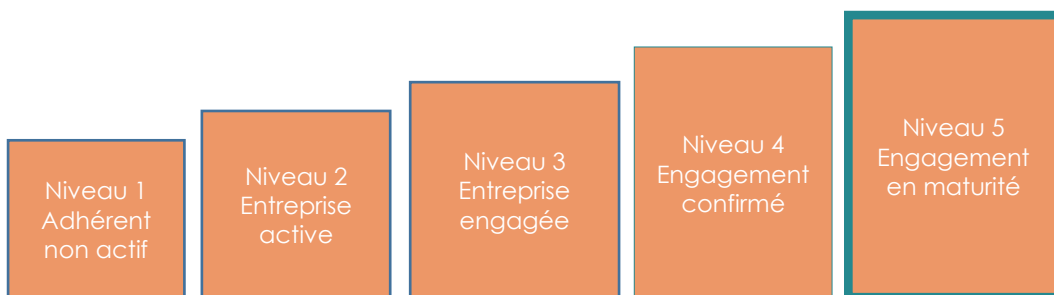 Niveau 1
Adhérent
non actif
Niveau 2
Entreprise
active
Niveau 3
Entreprise
engagée
Niveau 4
Engagement
confirmé
Niveau 5
Engagement
en maturité